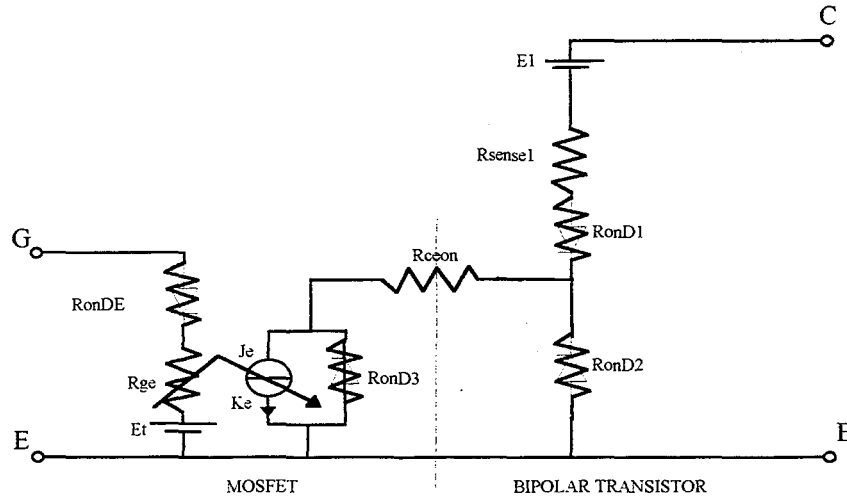 C
E1
Rsense1
G
RonD1
Rceon
RonDE
Je
RonD2
Rge
RonD3
Ke
Et
E
E
MOSFET
BIPOLAR TRANSISTOR